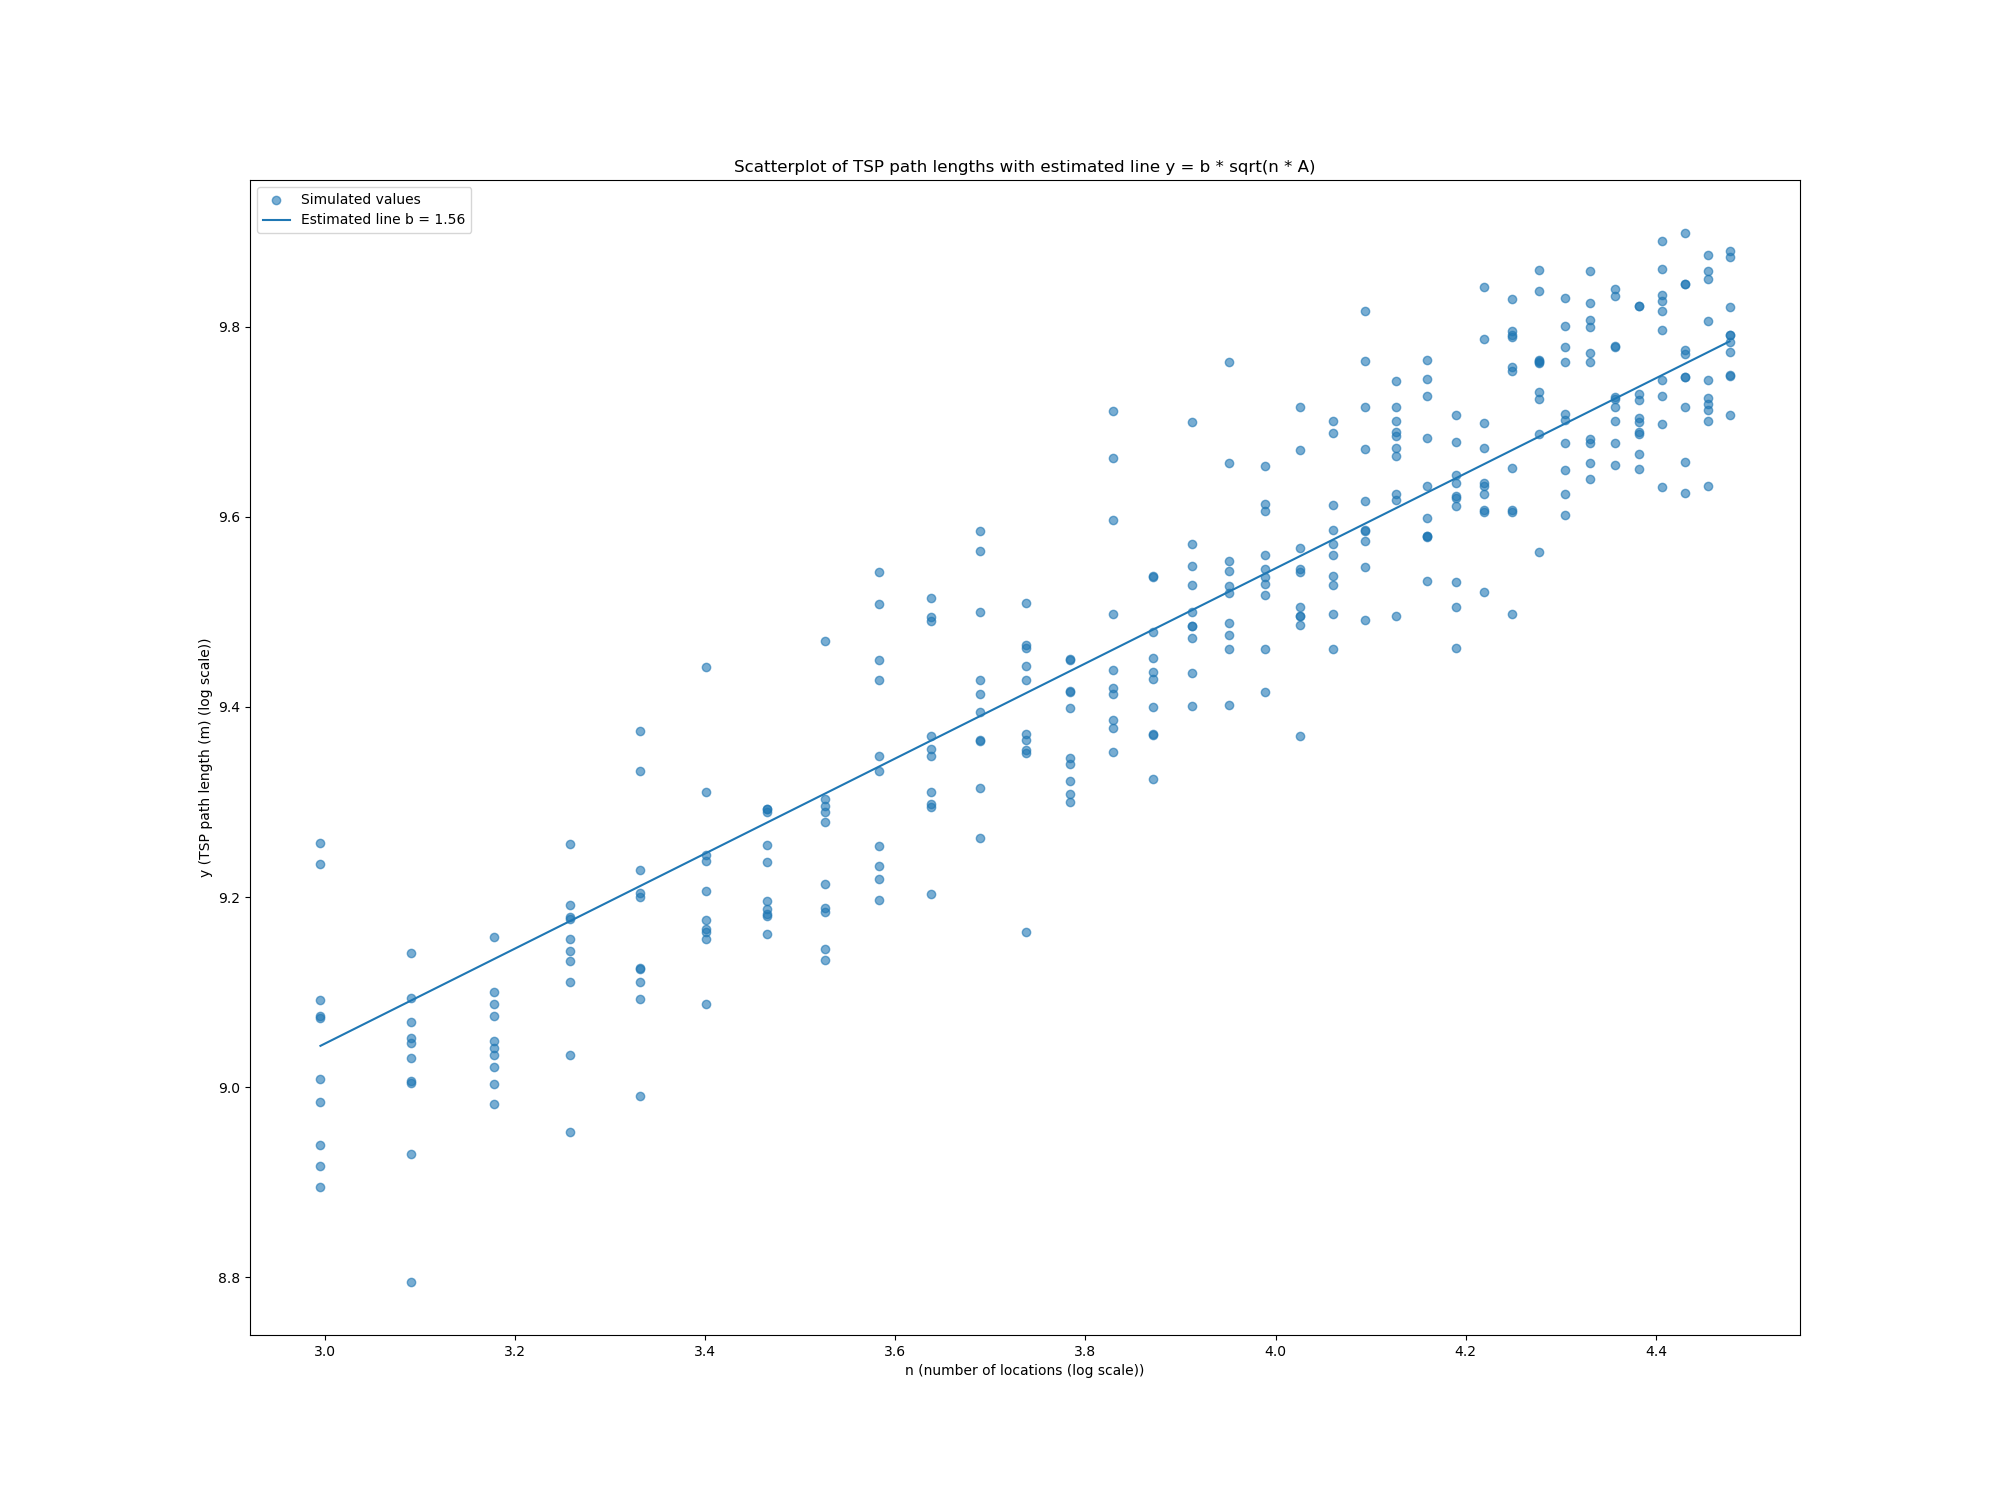 Scatterplot of TSP path lengths with estimated line y = b * sqrt(n * A)
Simulated values
Estimated line b = 1.56
y (TSP path length (m) (log scale))
9.8
9.6
9.4
9.2
9.0
8.8
3.0 3.2 3.4 3.6 3.8 4.0 4.2 4.4
n (number of locations (log scale))